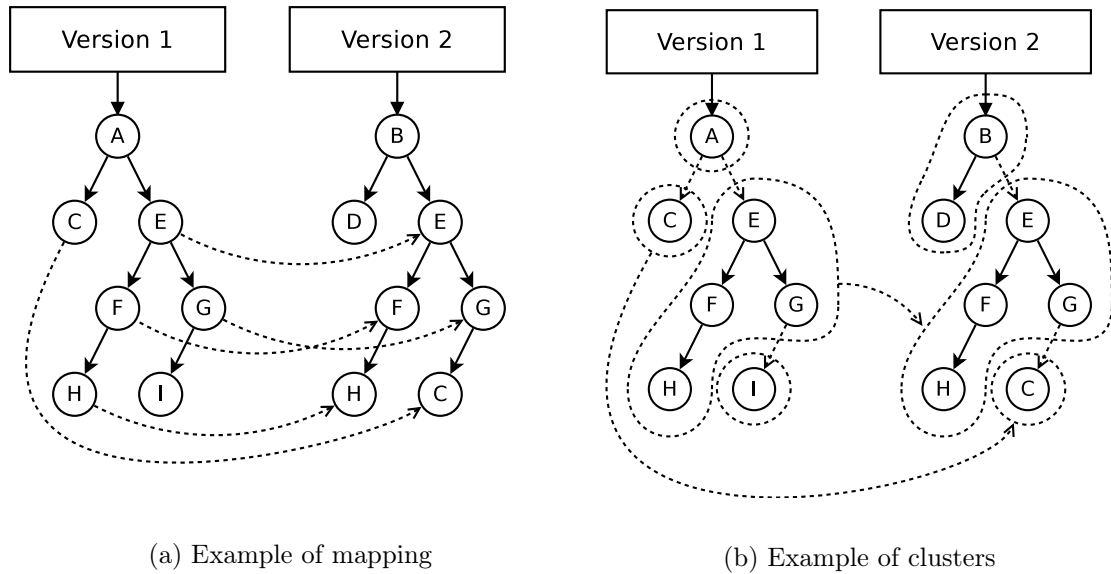 Version 1
Version 2
A
B
C
E
D
E
F
G
F
G
H
I
H
C
(a) Example of mapping
Version 1
Version 2
A
B
C
E
D
E
F
G
F
G
H
I
H
C
(b) Example of clusters